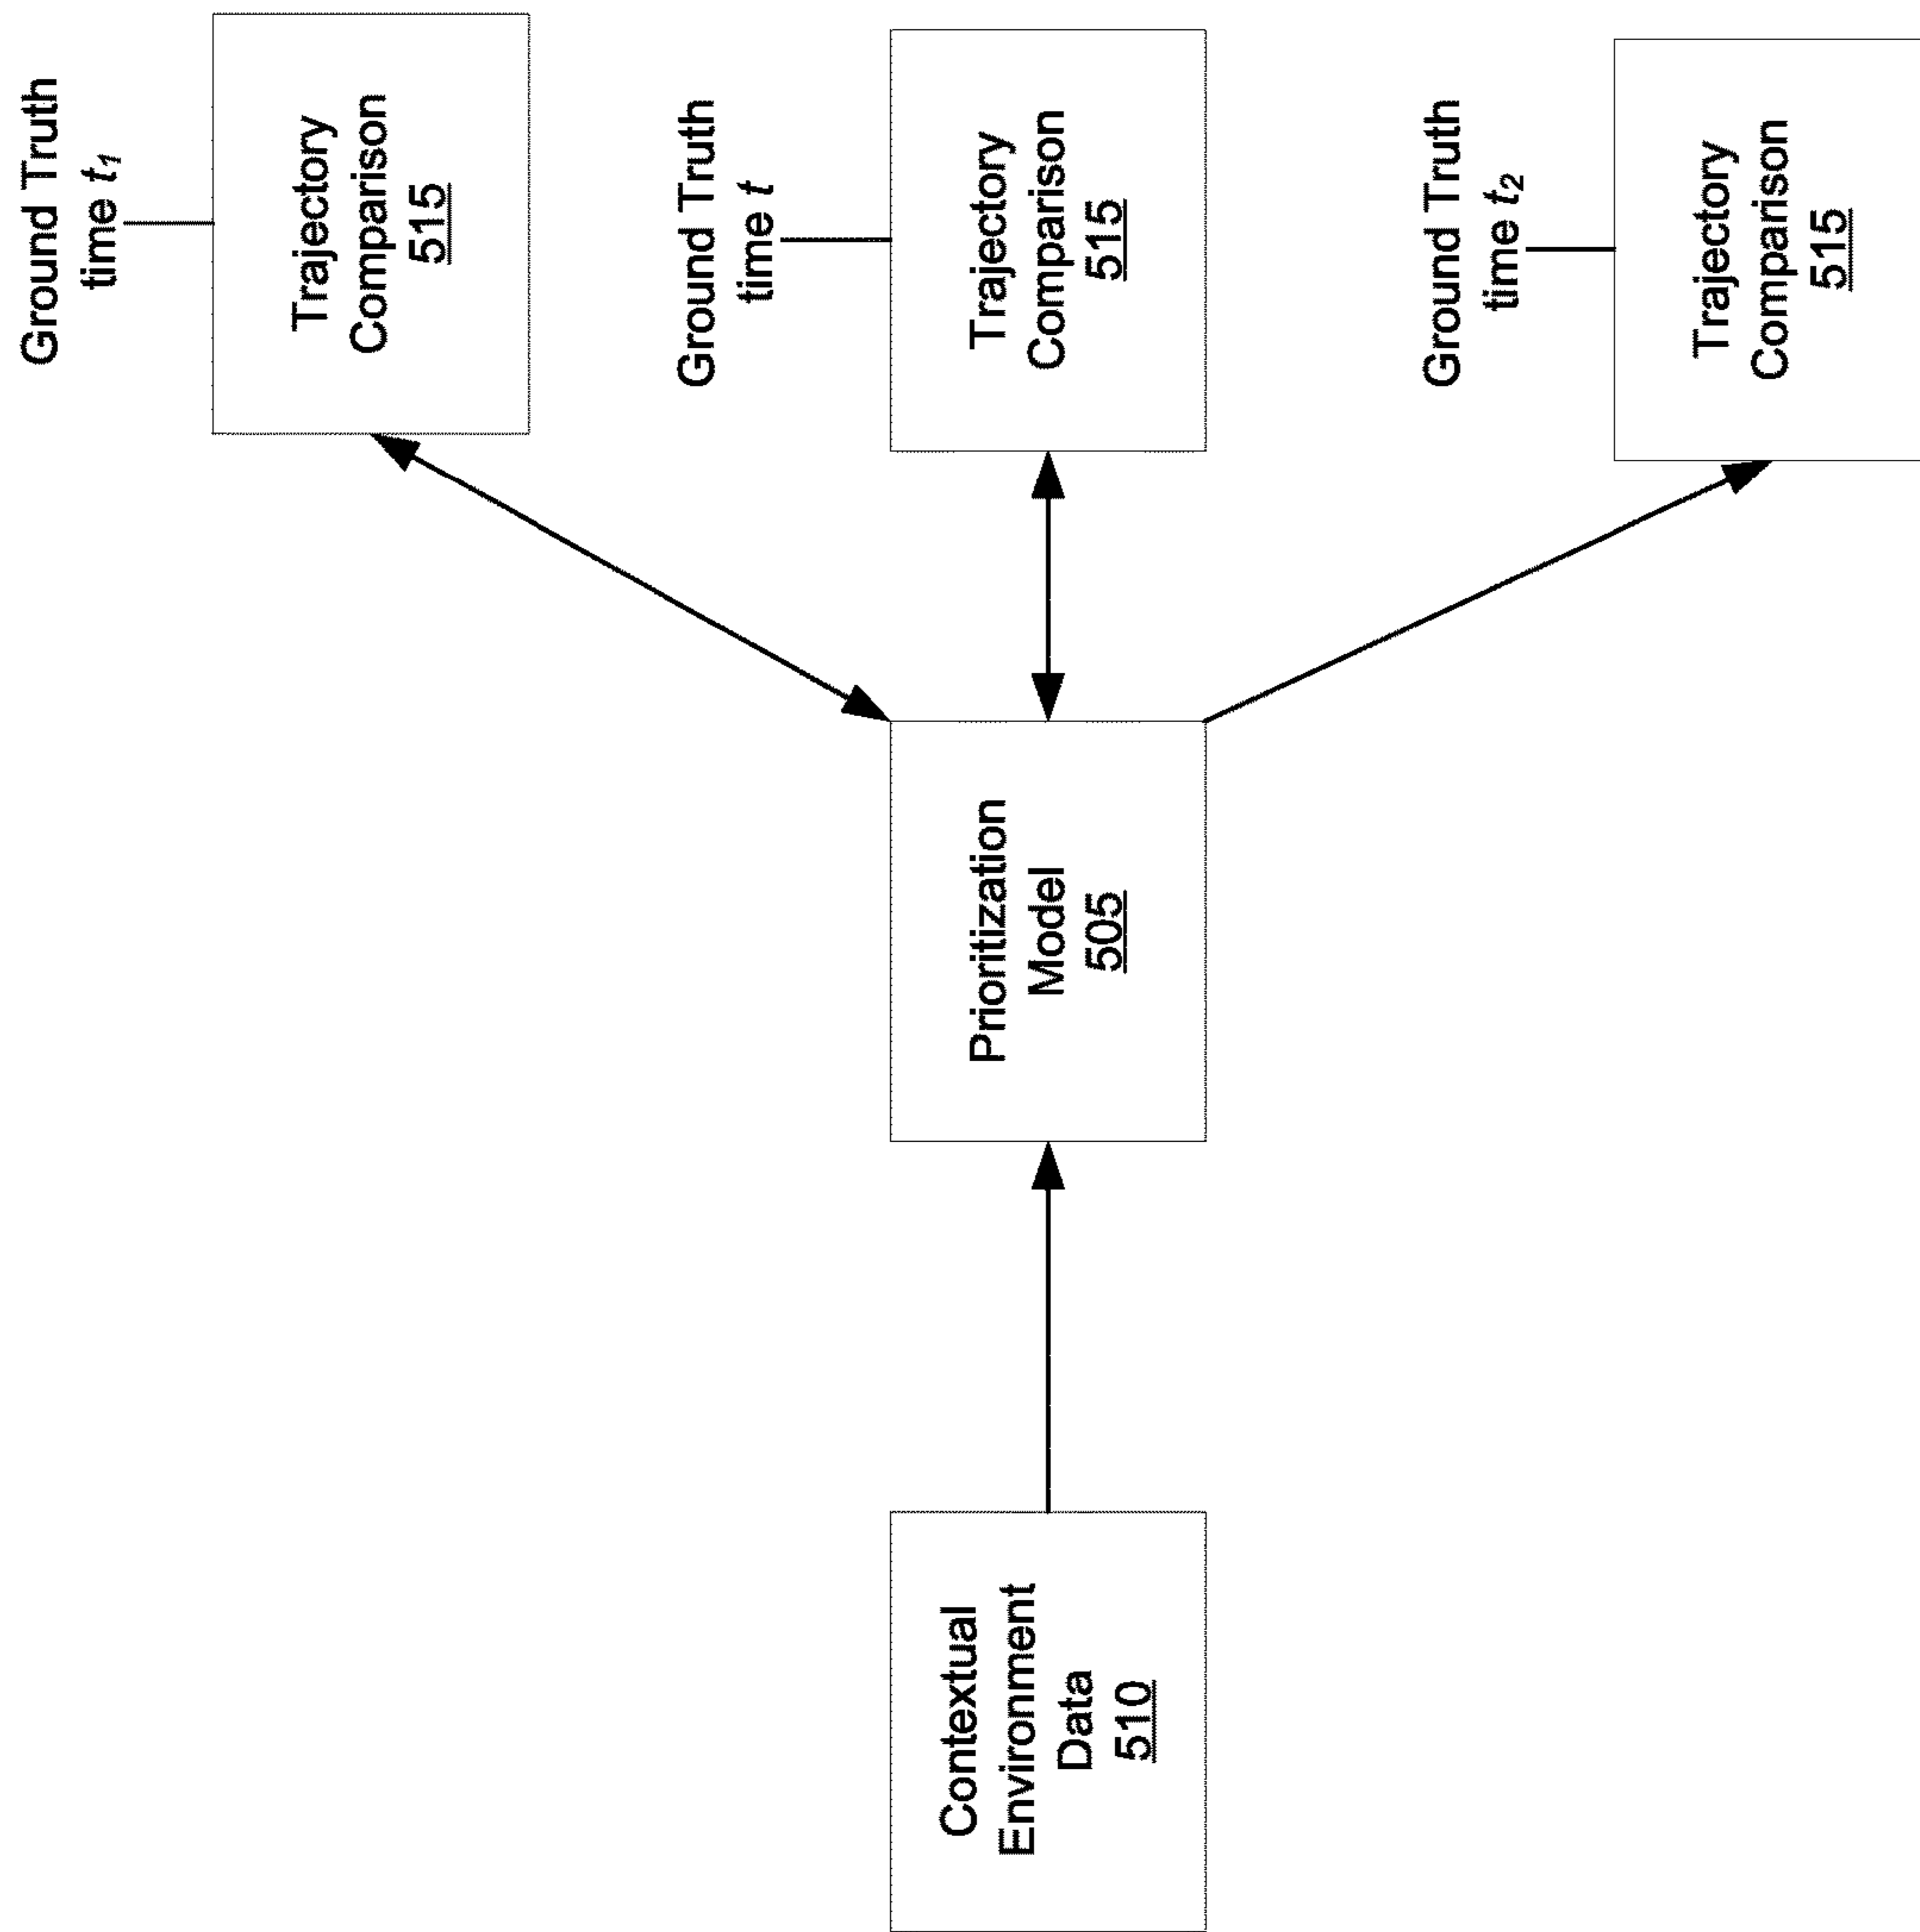 Contextual
Environment
Data
510
Prioritization
Model
505
Ground Truth
time t₁
Trajectory
Comparison
515
Ground Truth
time t
Trajectory
Comparison
515
Ground Truth
time t₂
Trajectory
Comparison
515